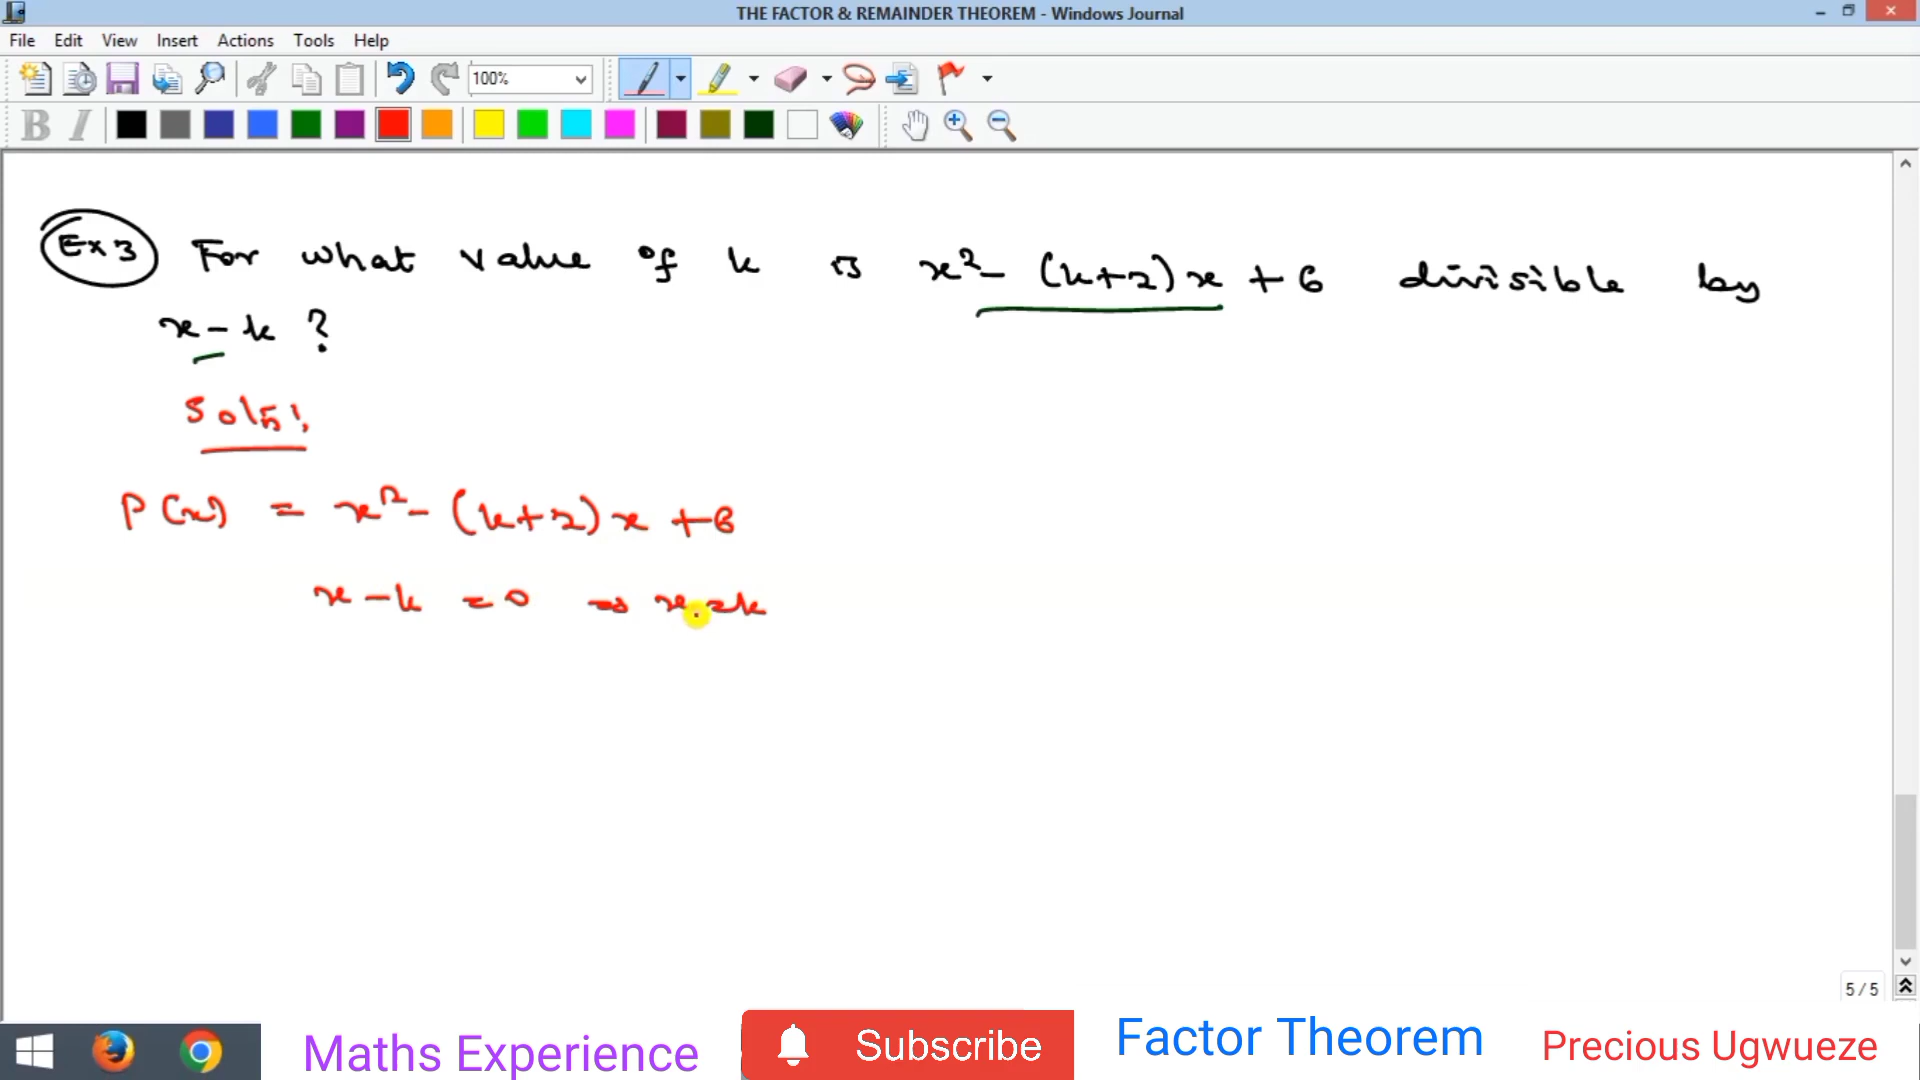 THE FACTOR & REMAINDER THEOREM - Windows Journal
File Edit View Insert Actions Tools Help
100%
B I
Ex 3 For what value of k is x² - (k+2)x + 6 divisible by
x - k ?
Soln:
P(x) = x² - (k+2)x + 6
x - k = 0 ⇒ x = k
5 / 5
Maths Experience Subscribe Factor Theorem Precious Ugwueze